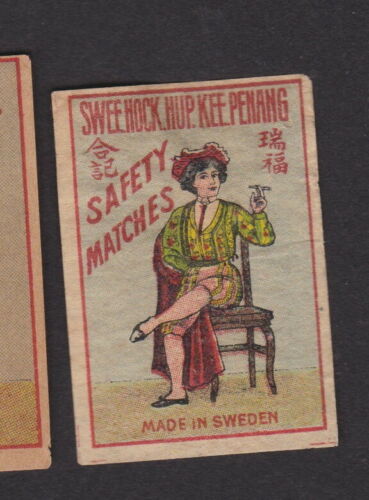 SWEE.HOCK.HUP.KEE.PENANG
合記
瑞福
SAFETY
MATCHES
MADE IN SWEDEN